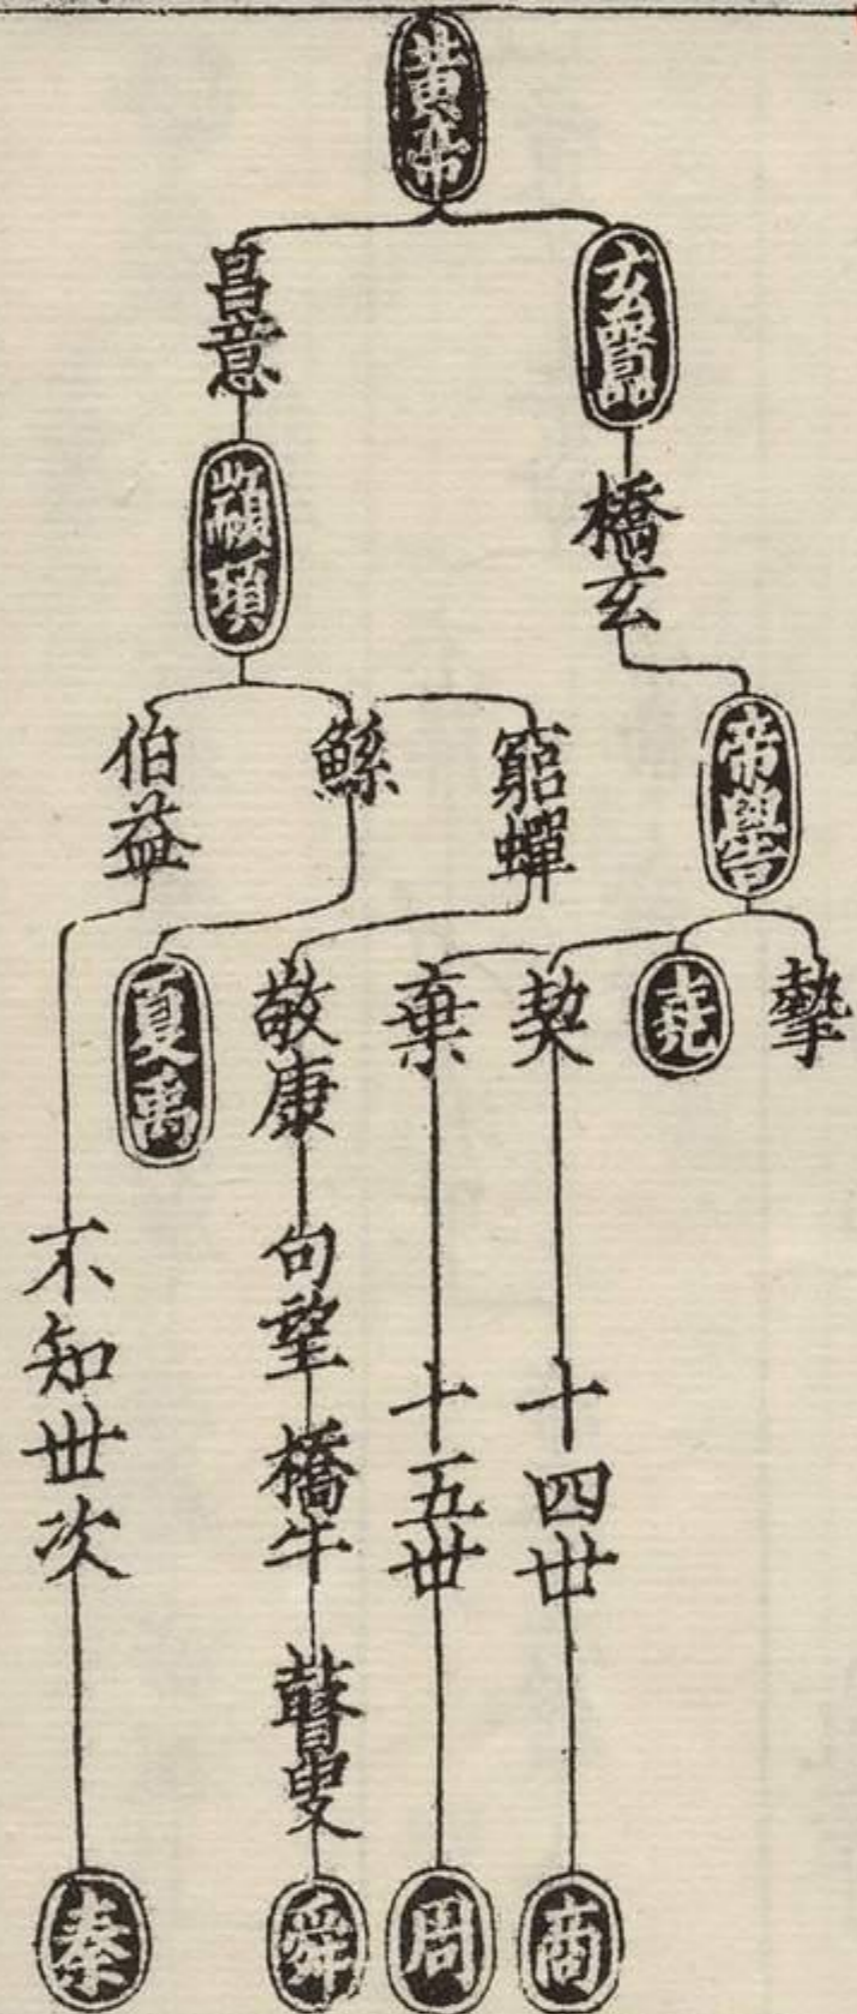 黃帝
玄囂
昌意
橋玄
顓頊
帝嚳
窮蟬
鯀
伯益
摯
堯
契
棄
敬康
夏禹
句望
不知世次
十四世
十五世
橋牛
瞽叟
商
周
舜
秦